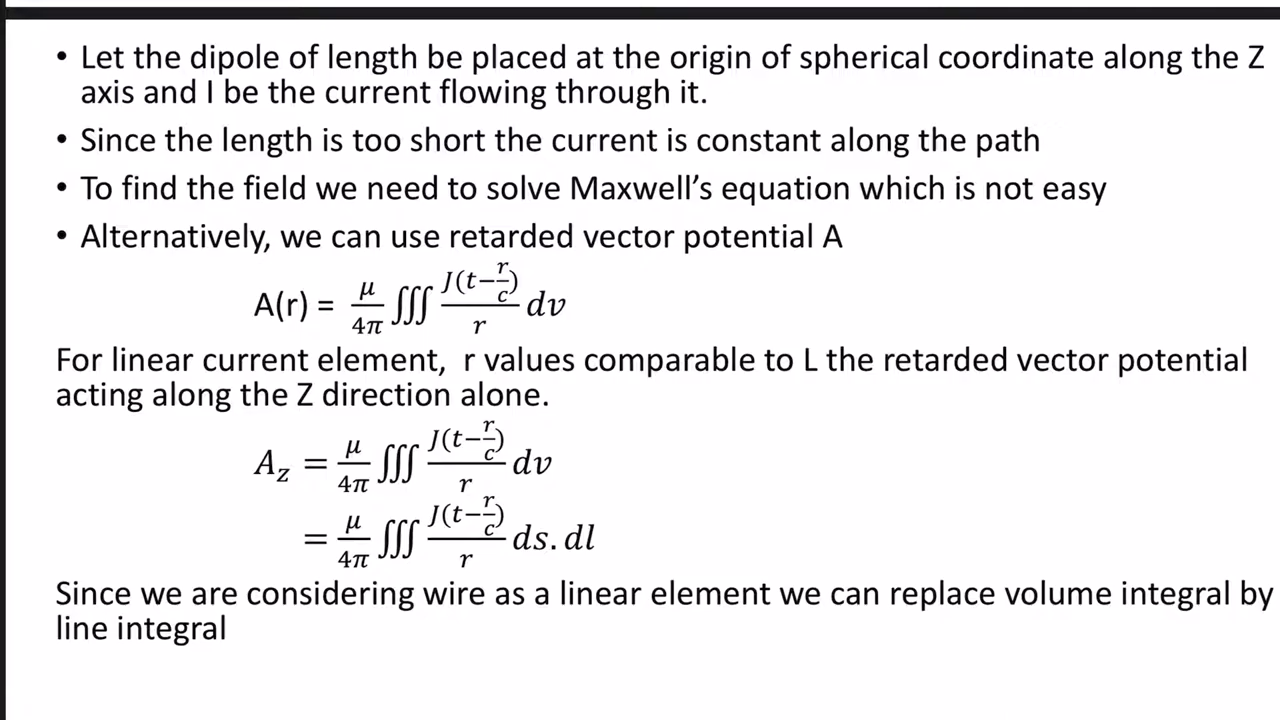 • Let the dipole of length be placed at the origin of spherical coordinate along the Z
axis and I be the current flowing through it.
• Since the length is too short the current is constant along the path
• To find the field we need to solve Maxwell’s equation which is not easy
• Alternatively, we can use retarded vector potential A
A(r) = μ/4π ∭ J(t−r/c)/r dv
For linear current element,  r values comparable to L the retarded vector potential
acting along the Z direction alone.
A_z = μ/4π ∭ J(t−r/c)/r dv
= μ/4π ∭ J(t−r/c)/r ds.dl
Since we are considering wire as a linear element we can replace volume integral by
line integral